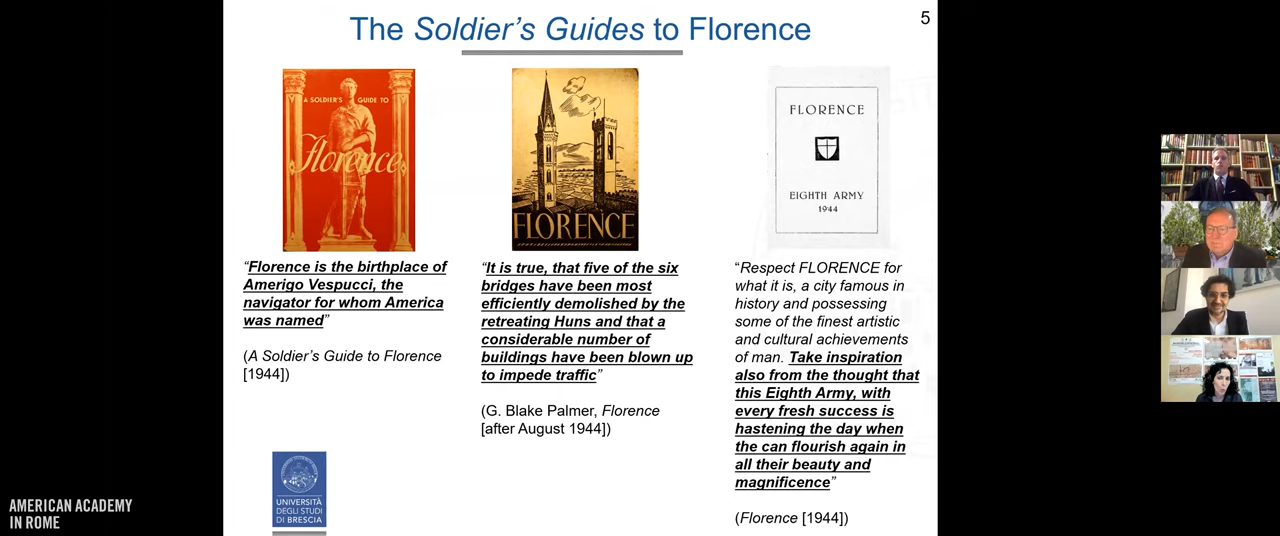 The Soldier's Guides to Florence
5
A SOLDIER'S GUIDE TO
Florence
FLORENCE
FLORENCE
EIGHTH ARMY
1944
“Florence is the birthplace of
Amerigo Vespucci, the
navigator for whom America
was named”
(A Soldier’s Guide to Florence
[1944])
“It is true, that five of the six
bridges have been most
efficiently demolished by the
retreating Huns and that a
considerable number of
buildings have been blown up
to impede traffic”
(G. Blake Palmer, Florence
[after August 1944])
“Respect FLORENCE for
what it is, a city famous in
history and possessing
some of the finest artistic
and cultural achievements
of man. Take inspiration
also from the thought that
this Eighth Army, with
every fresh success is
hastening the day when
the can flourish again in
all their beauty and
magnificence”
(Florence [1944])
UNIVERSITÀ
DEGLI STUDI
DI BRESCIA
AMERICAN ACADEMY
IN ROME